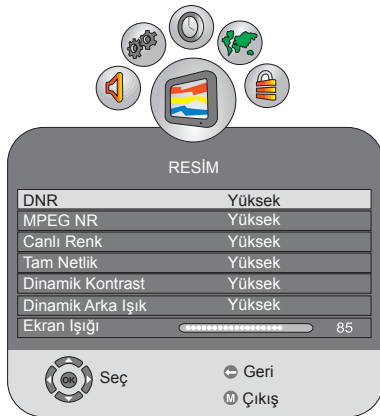 RESİM
DNR Yüksek
MPEG NR Yüksek
Canlı Renk Yüksek
Tam Netlik Yüksek
Dinamik Kontrast Yüksek
Dinamik Arka Işık Yüksek
Ekran Işığı 85
OK Seç
Geri
M Çıkış